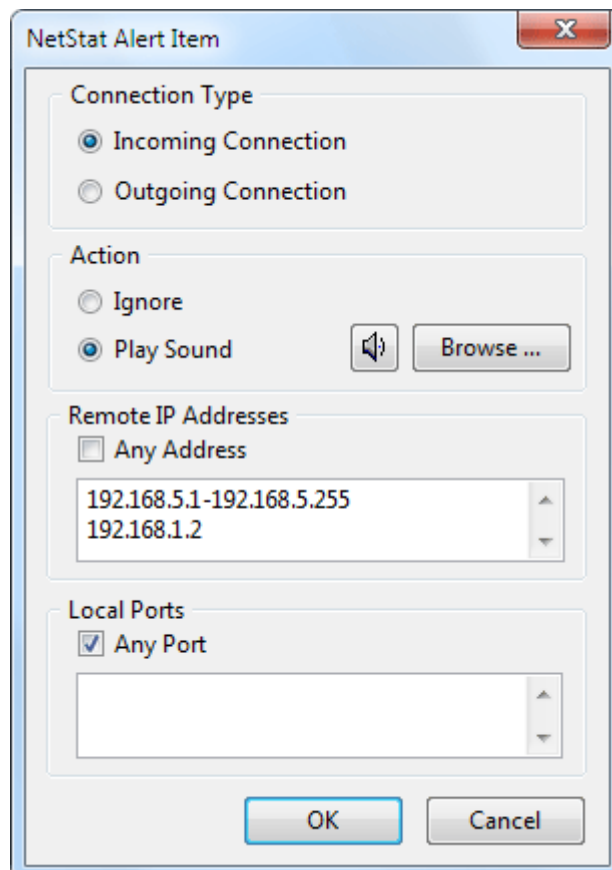 NetStat Alert Item
Connection Type
Incoming Connection
Outgoing Connection
Action
Ignore
Play Sound
Browse ...
Remote IP Addresses
Any Address
192.168.5.1-192.168.5.255
192.168.1.2
Local Ports
Any Port
OK
Cancel